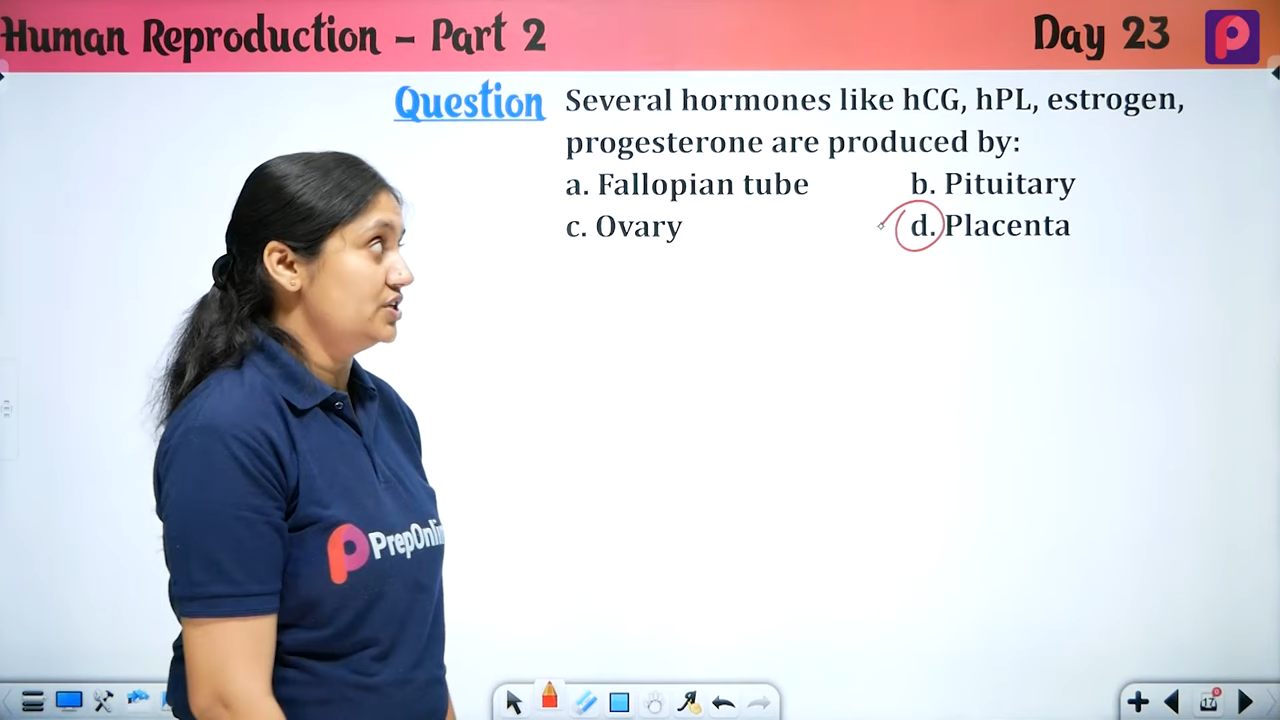 Human Reproduction – Part 2
Day 23
Question
Several hormones like hCG, hPL, estrogen,
progesterone are produced by:
a. Fallopian tube
b. Pituitary
c. Ovary
d. Placenta
PrepOnli
17